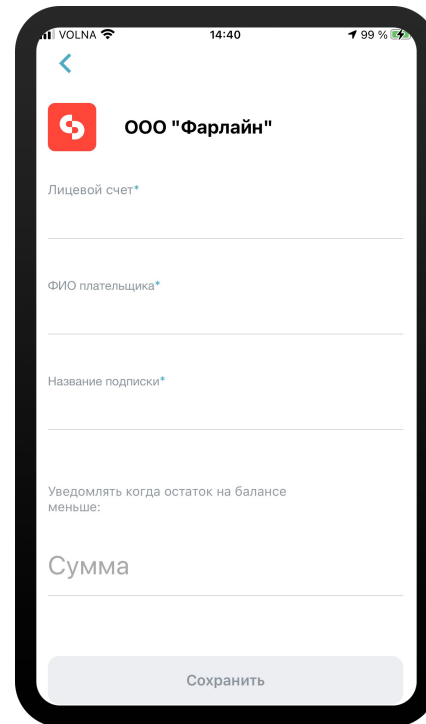 VOLNA 14:40 99 %
ООО "Фарлайн"
Лицевой счет*
ФИО плательщика*
Название подписки*
Уведомлять когда остаток на балансе
меньше:
Сумма
Сохранить